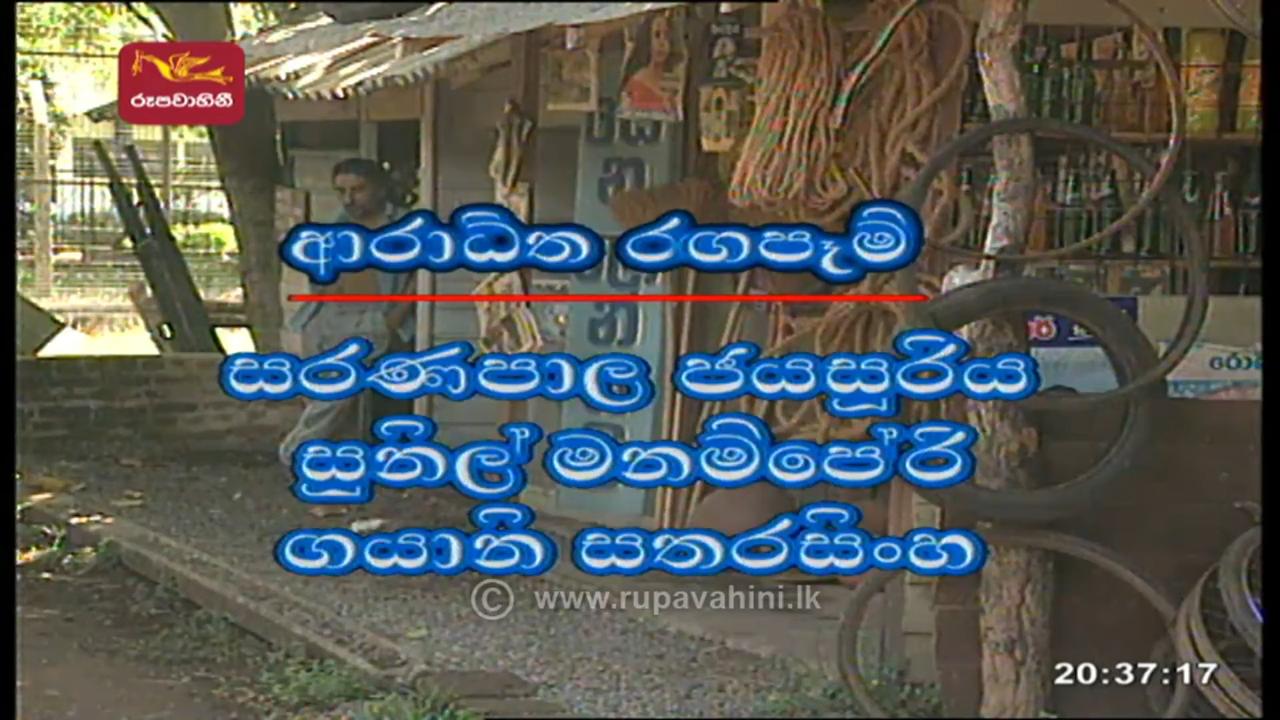 රූපවාහිනී
ආරාධිත රඟපෑම්
සරණපාල ජයසූරිය
සුනිල් මනම්පේරි
ගයානි සතරසිංහ
© www.rupavahini.lk
20:37:17